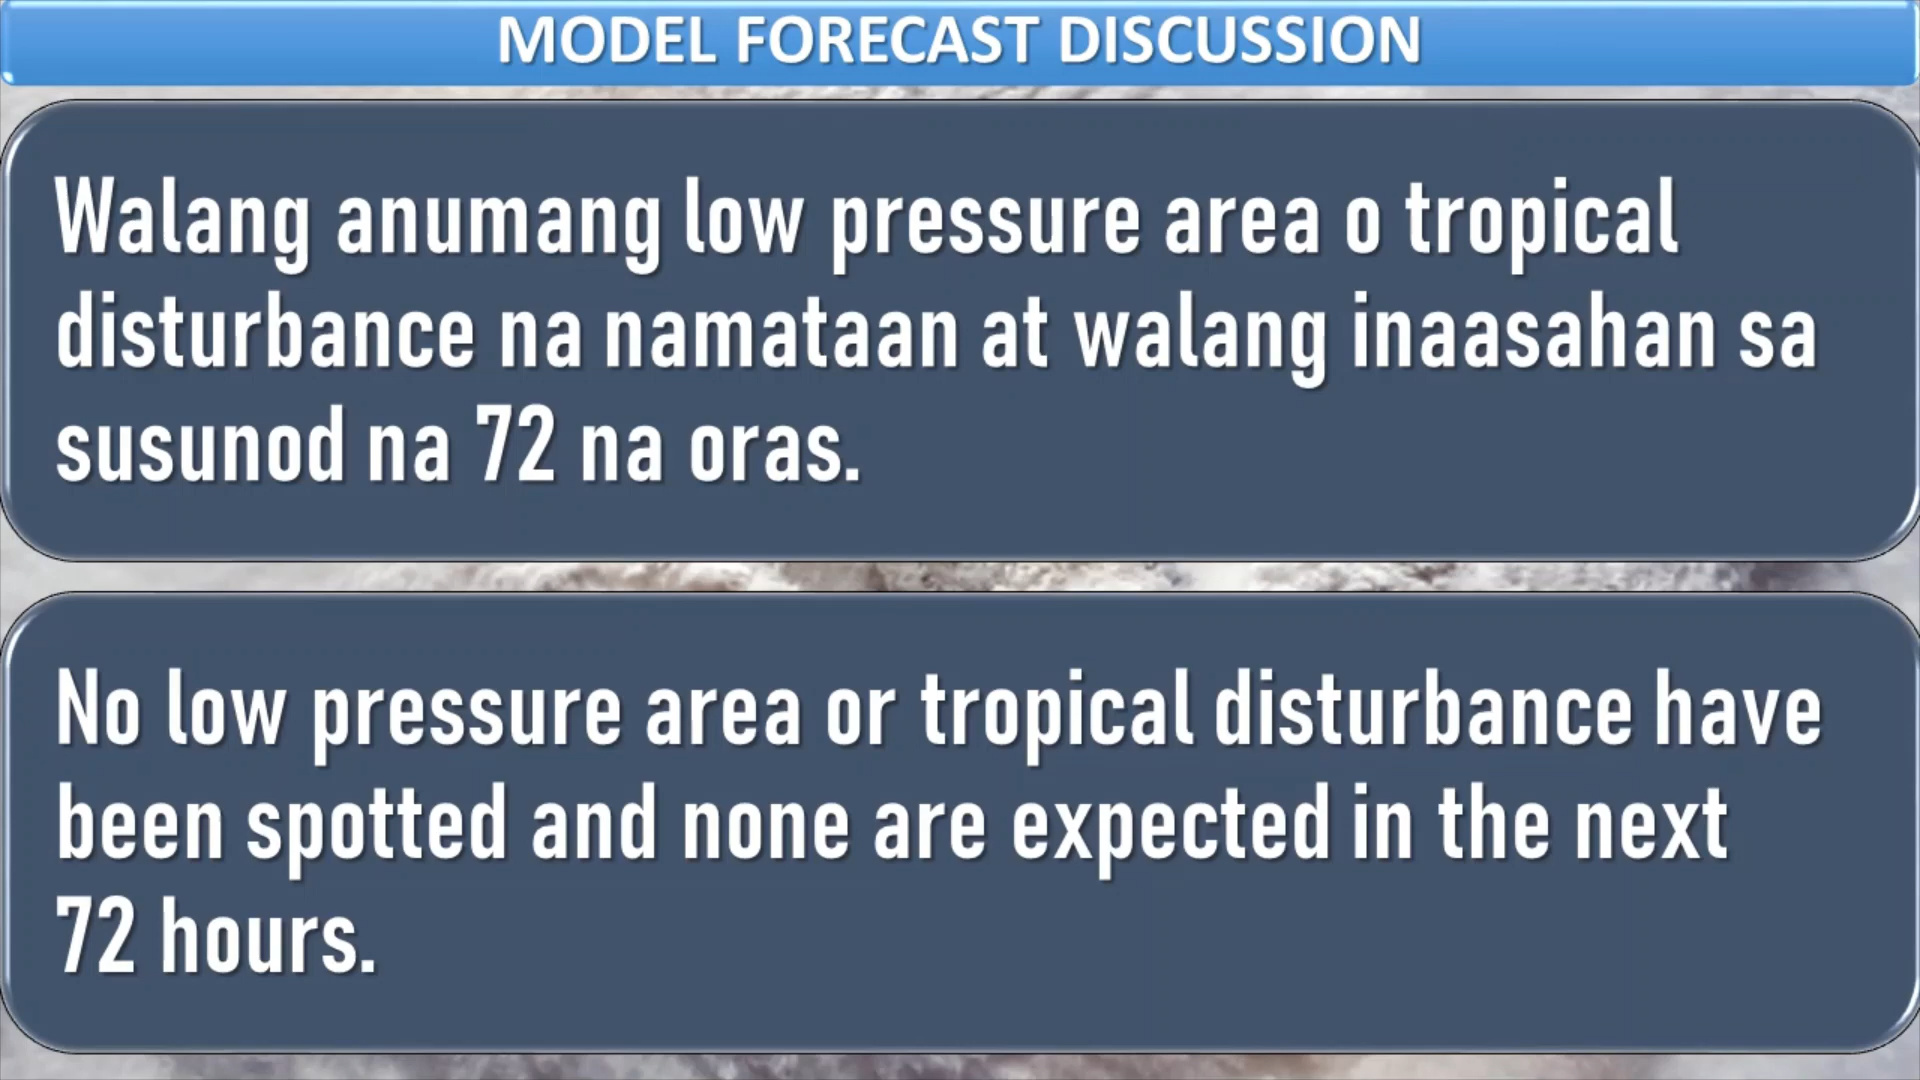 MODEL FORECAST DISCUSSION
Walang anumang low pressure area o tropical
disturbance na namataan at walang inaasahan sa
susunod na 72 na oras.
No low pressure area or tropical disturbance have
been spotted and none are expected in the next
72 hours.